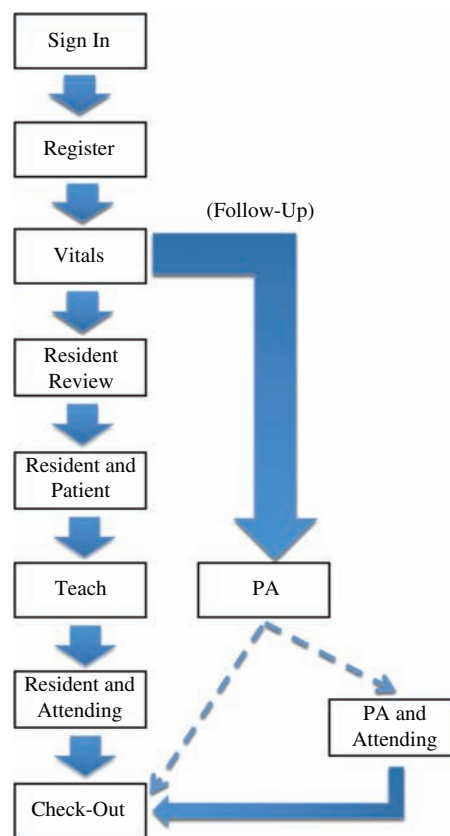 Sign In
Register
(Follow-Up)
Vitals
Resident
Review
Resident and
Patient
Teach
PA
Resident and
Attending
PA and
Attending
Check-Out